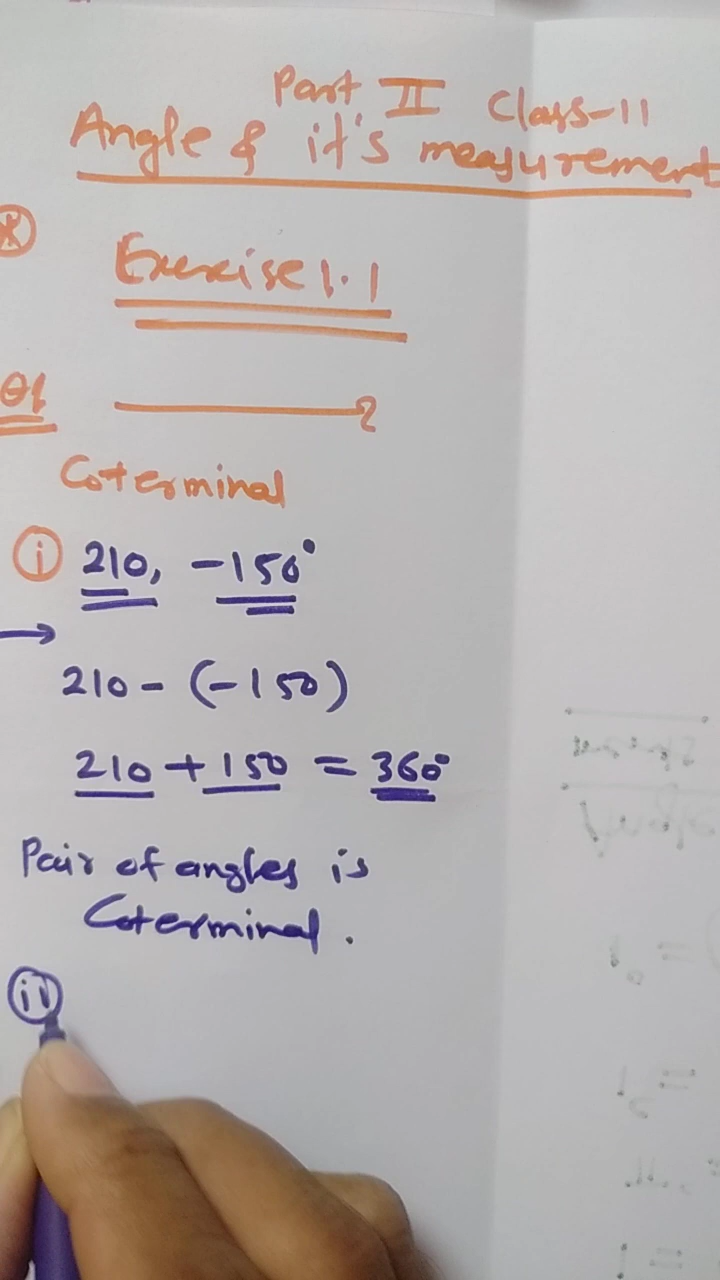 Part II Class-11
Angle & it's measurement
Exercise 1.1
Q1 ?
Coterminal
i 210, -150°
→
210 - (-150)
210 + 150 = 360°
Pair of angles is
Coterminal.
ii